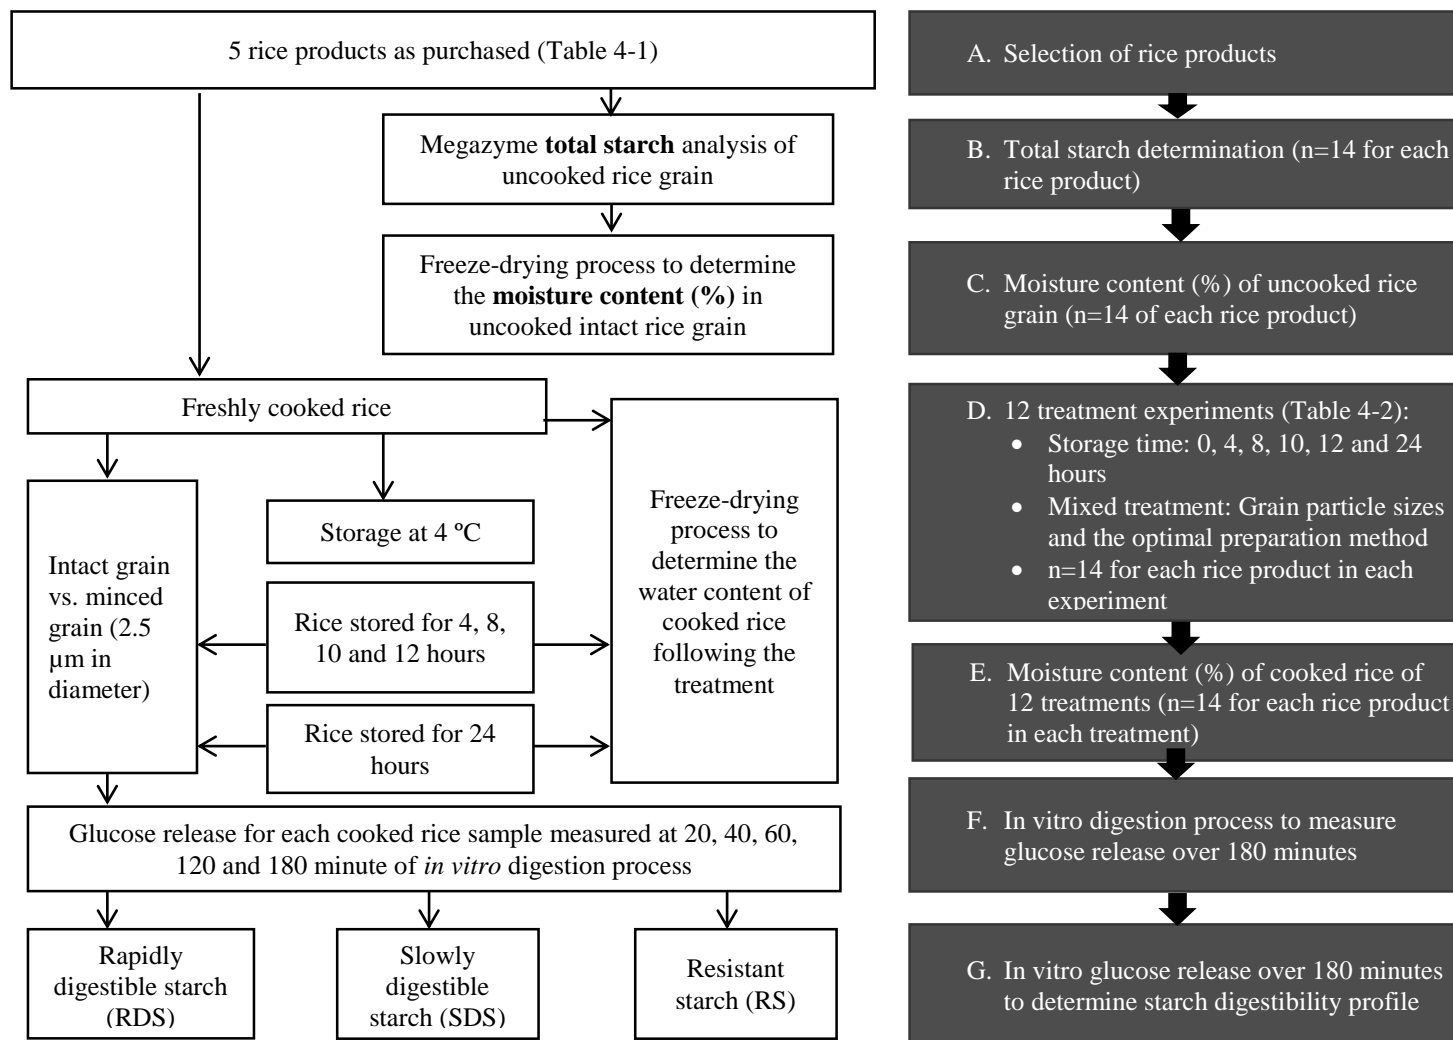 5 rice products as purchased (Table 4-1)
Megazyme total starch analysis of
uncooked rice grain
Freeze-drying process to determine
the moisture content (%) in
uncooked intact rice grain
Freshly cooked rice
Intact grain
vs. minced
grain (2.5
µm in
diameter)
Storage at 4 ºC
Rice stored for 4, 8,
10 and 12 hours
Rice stored for 24
hours
Freeze-drying
process to
determine the
water content of
cooked rice
following the
treatment
Glucose release for each cooked rice sample measured at 20, 40, 60,
120 and 180 minute of in vitro digestion process
Rapidly
digestible starch
(RDS)
Slowly
digestible
starch (SDS)
Resistant
starch (RS)
A. Selection of rice products
B. Total starch determination (n=14 for each
rice product)
C. Moisture content (%) of uncooked rice
grain (n=14 of each rice product)
D. 12 treatment experiments (Table 4-2):
• Storage time: 0, 4, 8, 10, 12 and 24
hours
• Mixed treatment: Grain particle sizes
and the optimal preparation method
• n=14 for each rice product in each
experiment
E. Moisture content (%) of cooked rice of
12 treatments (n=14 for each rice product
in each treatment)
F. In vitro digestion process to measure
glucose release over 180 minutes
G. In vitro glucose release over 180 minutes
to determine starch digestibility profile